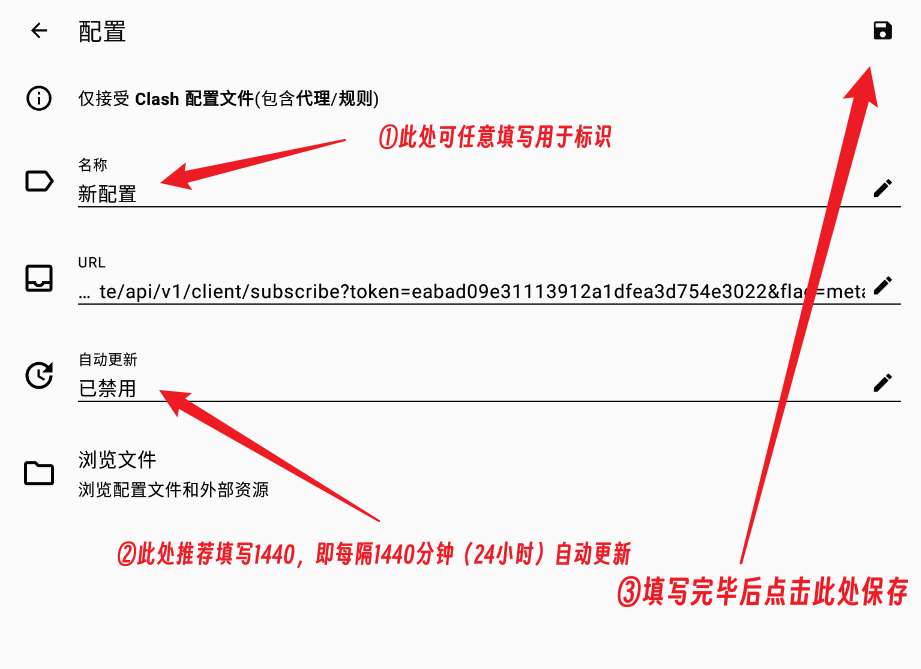 配置
仅接受 Clash 配置文件(包含代理/规则)
①此处可任意填写用于标识
名称
新配置
URL
... te/api/v1/client/subscribe?token=eabad09e31113912a1dfea3d754e3022&flag=meta
自动更新
已禁用
浏览文件
浏览配置文件和外部资源
②此处推荐填写1440，即每隔1440分钟（24小时）自动更新
③填写完毕后点击此处保存